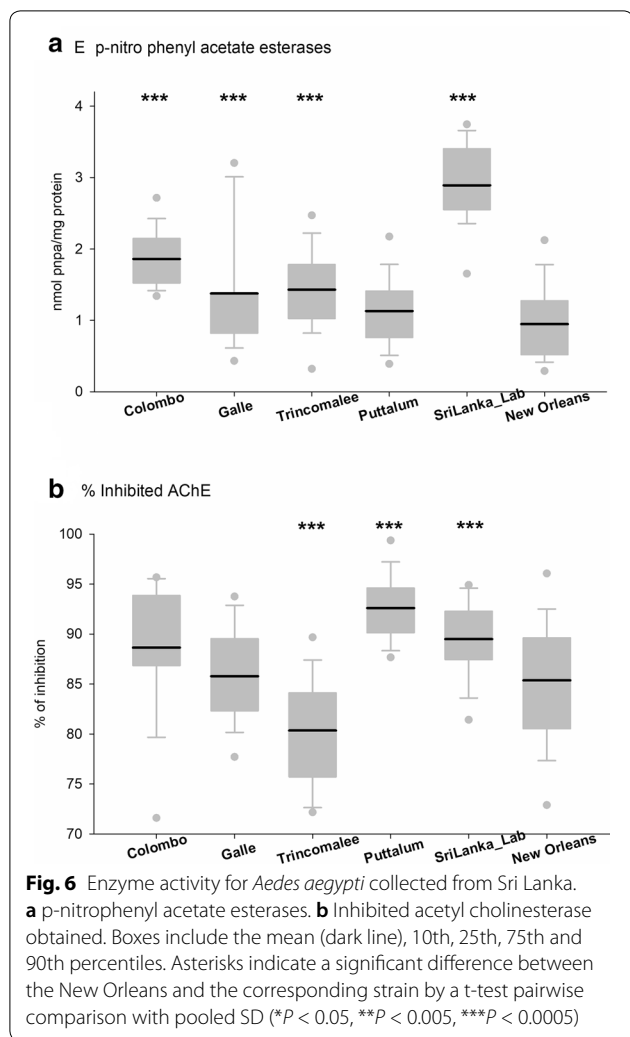 a E p-nitro phenyl acetate esterases
*** *** *** ***
4
3
2
1
0
nmol pnpa/mg protein
Colombo Galle Trincomalee Puttalum SriLanka_Lab New Orleans
b % Inhibited AChE
*** *** ***
100
95
90
85
80
75
70
% of inhibition
Colombo Galle Trincomalee Puttalum SriLanka_Lab New Orleans
Fig. 6 Enzyme activity for Aedes aegypti collected from Sri Lanka.
a p-nitrophenyl acetate esterases. b Inhibited acetyl cholinesterase
obtained. Boxes include the mean (dark line), 10th, 25th, 75th and
90th percentiles. Asterisks indicate a significant difference between
the New Orleans and the corresponding strain by a t-test pairwise
comparison with pooled SD (*P < 0.05, **P < 0.005, ***P < 0.0005)